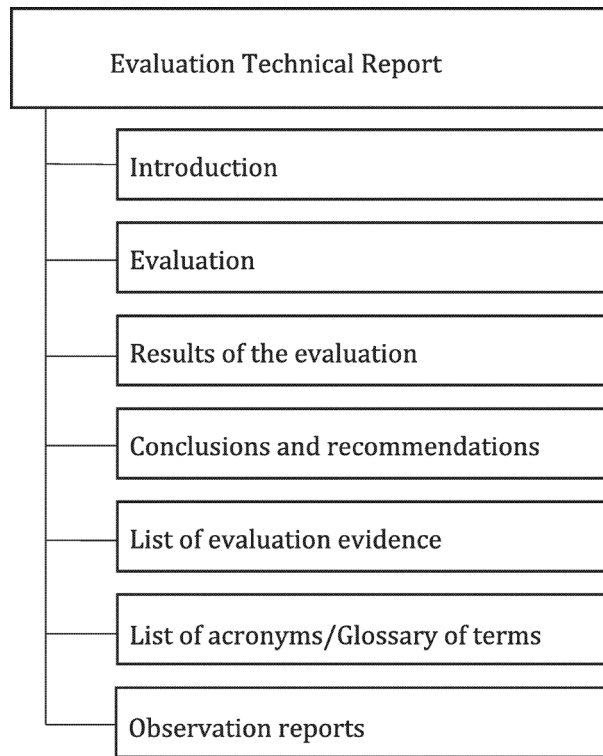 Evaluation Technical Report
Introduction
Evaluation
Results of the evaluation
Conclusions and recommendations
List of evaluation evidence
List of acronyms/Glossary of terms
Observation reports